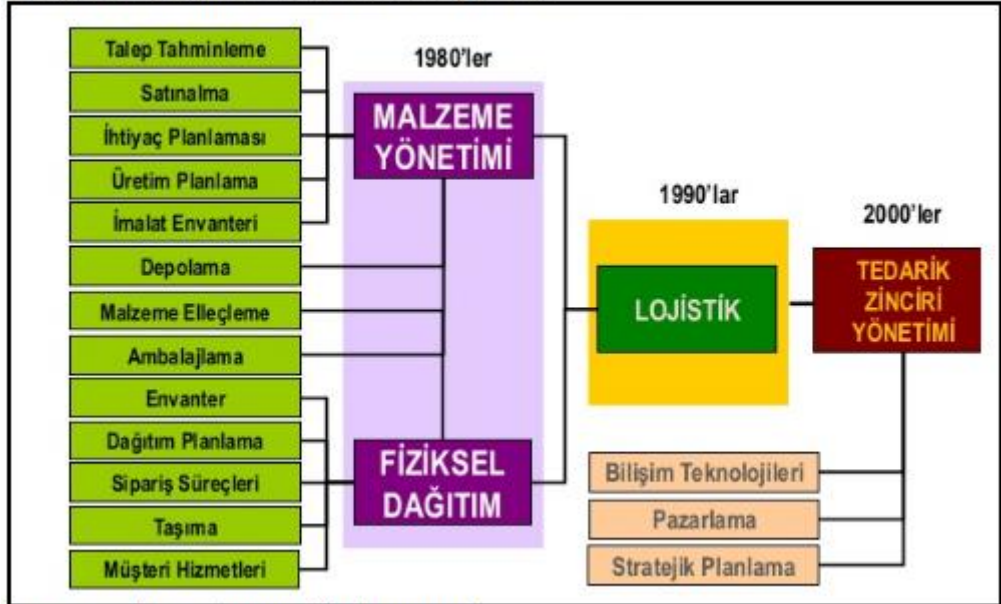 Talep Tahminleme
Satınalma
İhtiyaç Planlaması
Üretim Planlama
İmalat Envanteri
Depolama
Malzeme Elleçleme
Ambalajlama
Envanter
Dağıtım Planlama
Sipariş Süreçleri
Taşıma
Müşteri Hizmetleri
1980'ler
MALZEME
YÖNETİMİ
FİZİKSEL
DAĞITIM
1990'lar
LOJİSTİK
2000'ler
TEDARİK
ZİNCİRİ
YÖNETİMİ
Bilişim Teknolojileri
Pazarlama
Stratejik Planlama